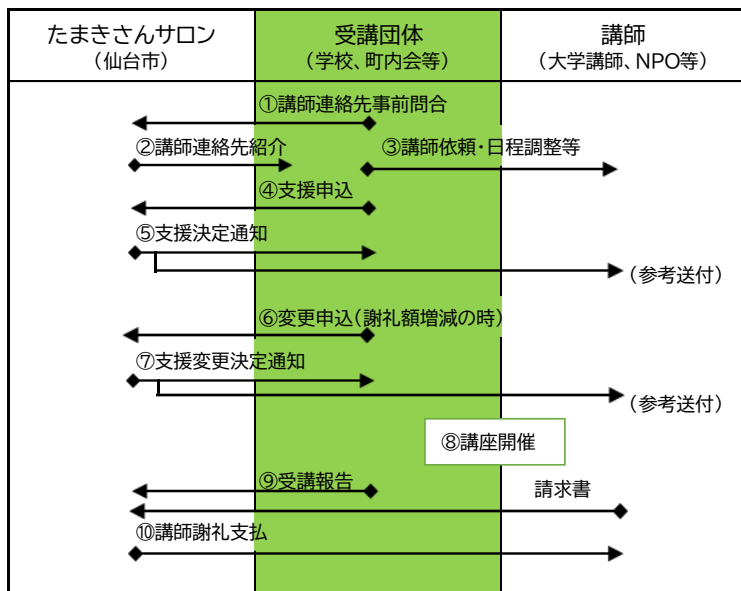 たまきさんサロン
（仙台市）
受講団体
（学校、町内会等）
講師
（大学講師、NPO等）
①講師連絡先事前問合
②講師連絡先紹介
③講師依頼・日程調整等
④支援申込
⑤支援決定通知
（参考送付）
⑥変更申込（謝礼額増減の時）
⑦支援変更決定通知
（参考送付）
⑧講座開催
⑨受講報告
請求書
⑩講師謝礼支払